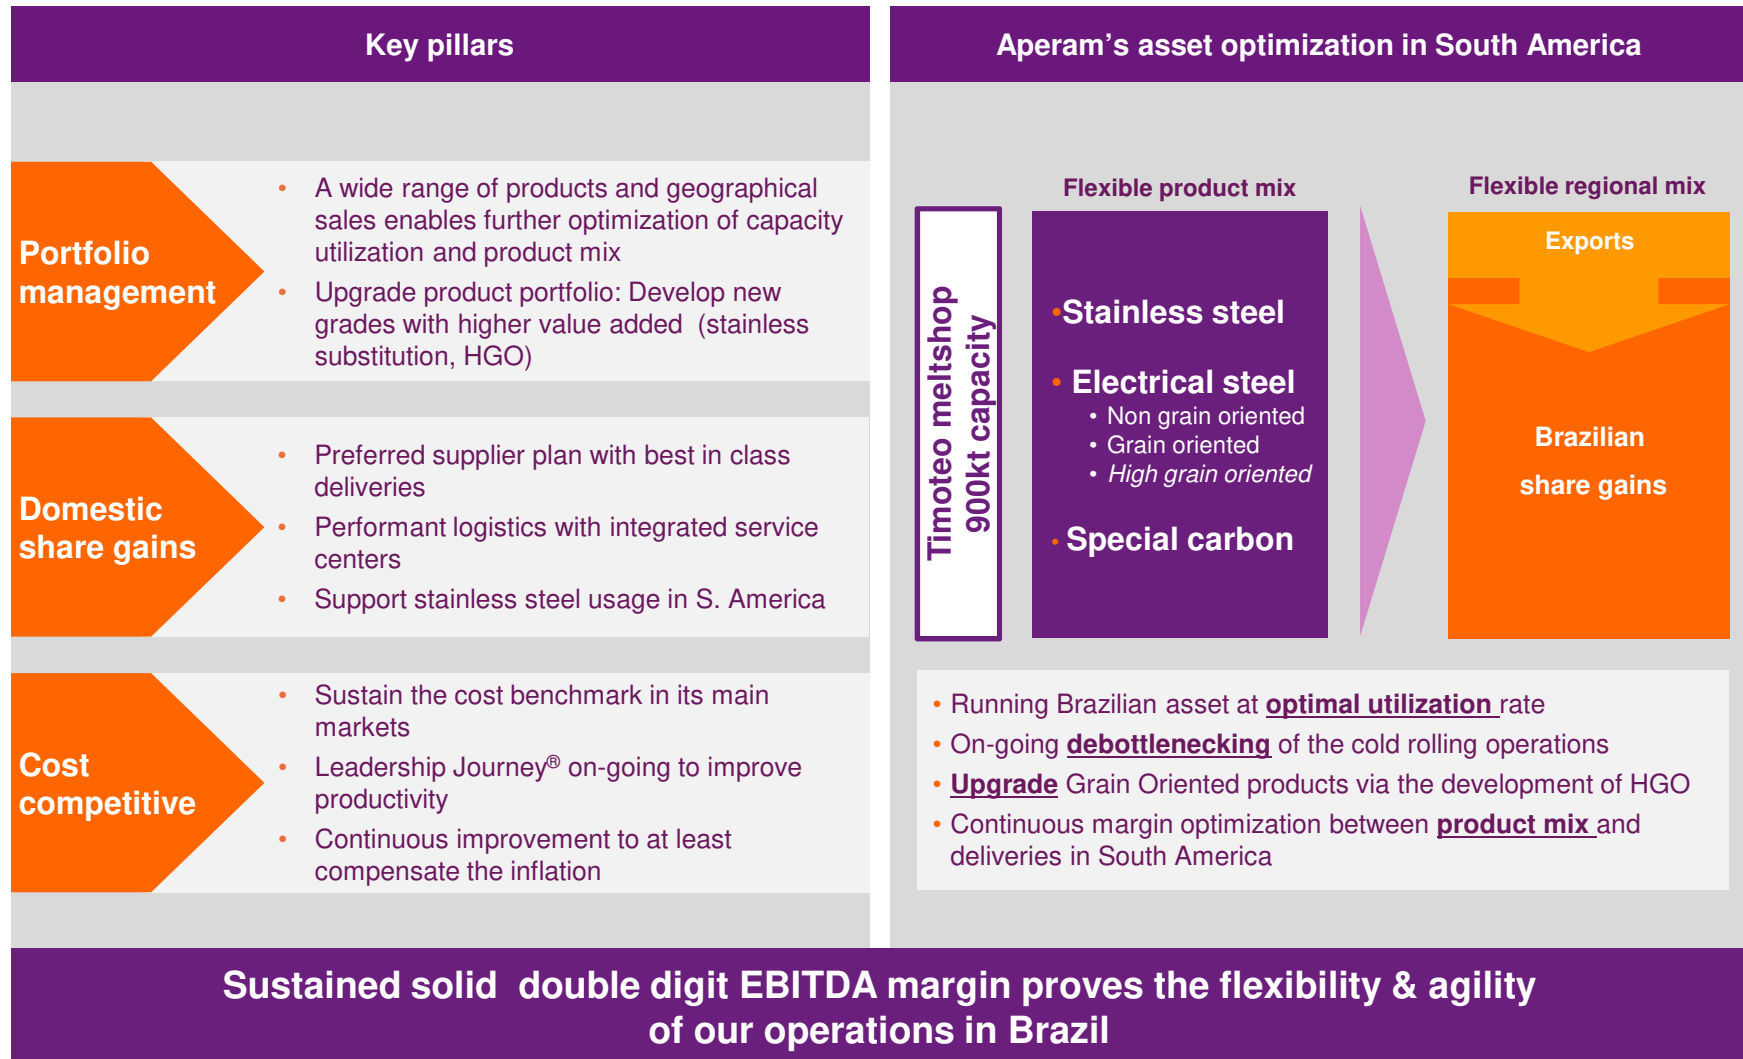 Key pillars
Portfolio
management
• A wide range of products and geographical
sales enables further optimization of capacity
utilization and product mix
• Upgrade product portfolio: Develop new
grades with higher value added (stainless
substitution, HGO)
Domestic
share gains
• Preferred supplier plan with best in class
deliveries
• Performant logistics with integrated service
centers
• Support stainless steel usage in S. America
Cost
competitive
• Sustain the cost benchmark in its main
markets
• Leadership Journey® on-going to improve
productivity
• Continuous improvement to at least
compensate the inflation
Aperam's asset optimization in South America
Timoteo meltshop
900kt capacity
Flexible product mix
•Stainless steel
• Electrical steel
• Non grain oriented
• Grain oriented
• High grain oriented
• Special carbon
Flexible regional mix
Exports
Brazilian
share gains
• Running Brazilian asset at optimal utilization rate
• On-going debottlenecking of the cold rolling operations
• Upgrade Grain Oriented products via the development of HGO
• Continuous margin optimization between product mix and
deliveries in South America
Sustained solid double digit EBITDA margin proves the flexibility & agility
of our operations in Brazil